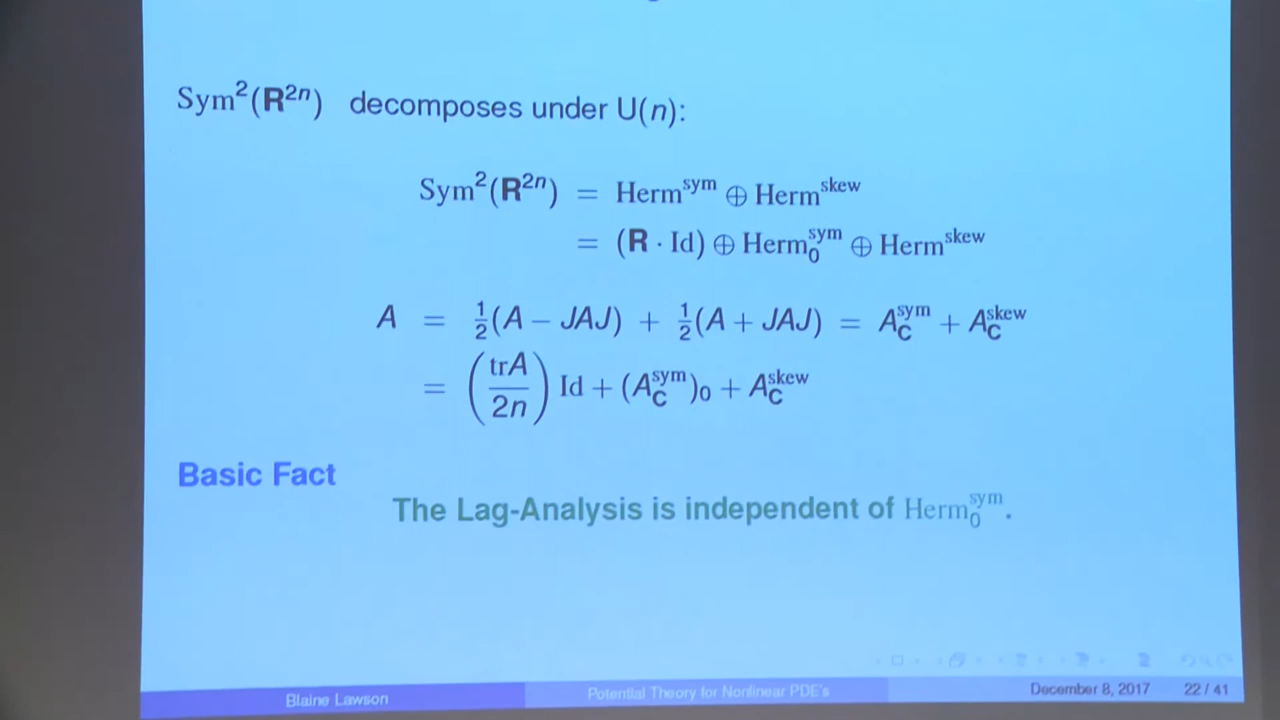 Sym²(R²ⁿ) decomposes under U(n):
Sym²(R²ⁿ) = Herm^sym ⊕ Herm^skew
= (R · Id) ⊕ Herm₀^sym ⊕ Herm^skew
A = ½(A − JAJ) + ½(A + JAJ) = A_C^sym + A_C^skew
= (trA/2n) Id + (A_C^sym)₀ + A_C^skew
Basic Fact
The Lag-Analysis is independent of Herm₀^sym.
Blaine Lawson Potential Theory for Nonlinear PDE's December 8, 2017 22 / 41